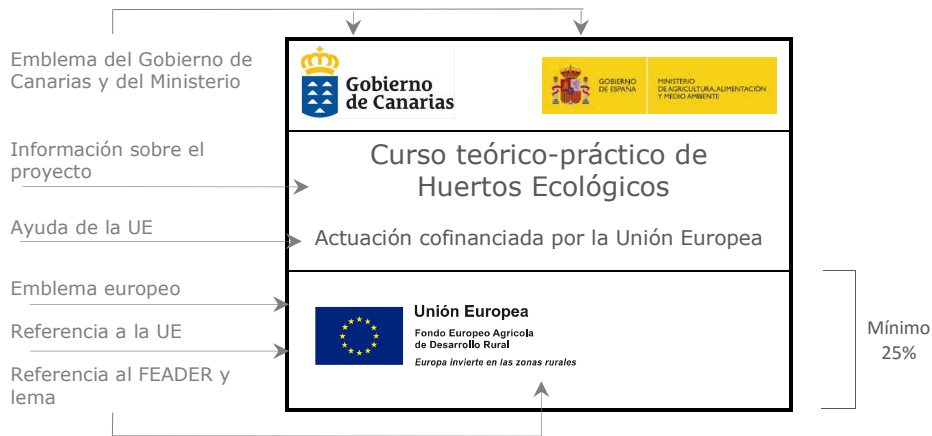 Emblema del Gobierno de
Canarias y del Ministerio
Gobierno
de Canarias
GOBIERNO
DE ESPAÑA
MINISTERIO
DE AGRICULTURA, ALIMENTACIÓN
Y MEDIO AMBIENTE
Información sobre el
proyecto
Curso teórico-práctico de
Huertos Ecológicos
Ayuda de la UE
Actuación cofinanciada por la Unión Europea
Emblema europeo
Referencia a la UE
Referencia al FEADER y
lema
Unión Europea
Fondo Europeo Agrícola
de Desarrollo Rural
Europa invierte en las zonas rurales
Mínimo
25%